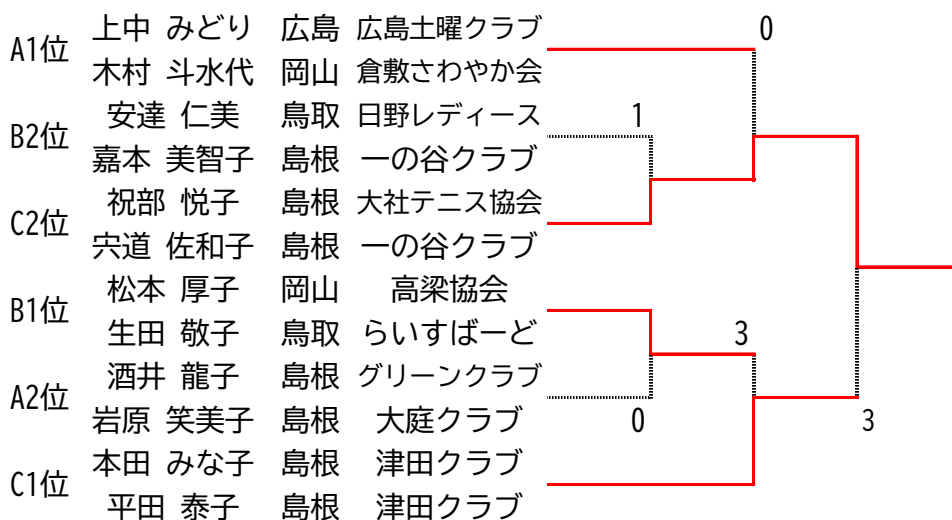 A1位 上中 みどり 広島 広島土曜クラブ 0
木村 斗水代 岡山 倉敷さわやか会
B2位 安達 仁美 鳥取 日野レディース 1
嘉本 美智子 島根 一の谷クラブ
C2位 祝部 悦子 島根 大社テニス協会
宍道 佐和子 島根 一の谷クラブ
B1位 松本 厚子 岡山 高梁協会
生田 敬子 鳥取 らいすばーど 3
A2位 酒井 龍子 島根 グリーンクラブ
岩原 笑美子 島根 大庭クラブ 0 3
C1位 本田 みな子 島根 津田クラブ
平田 泰子 島根 津田クラブ